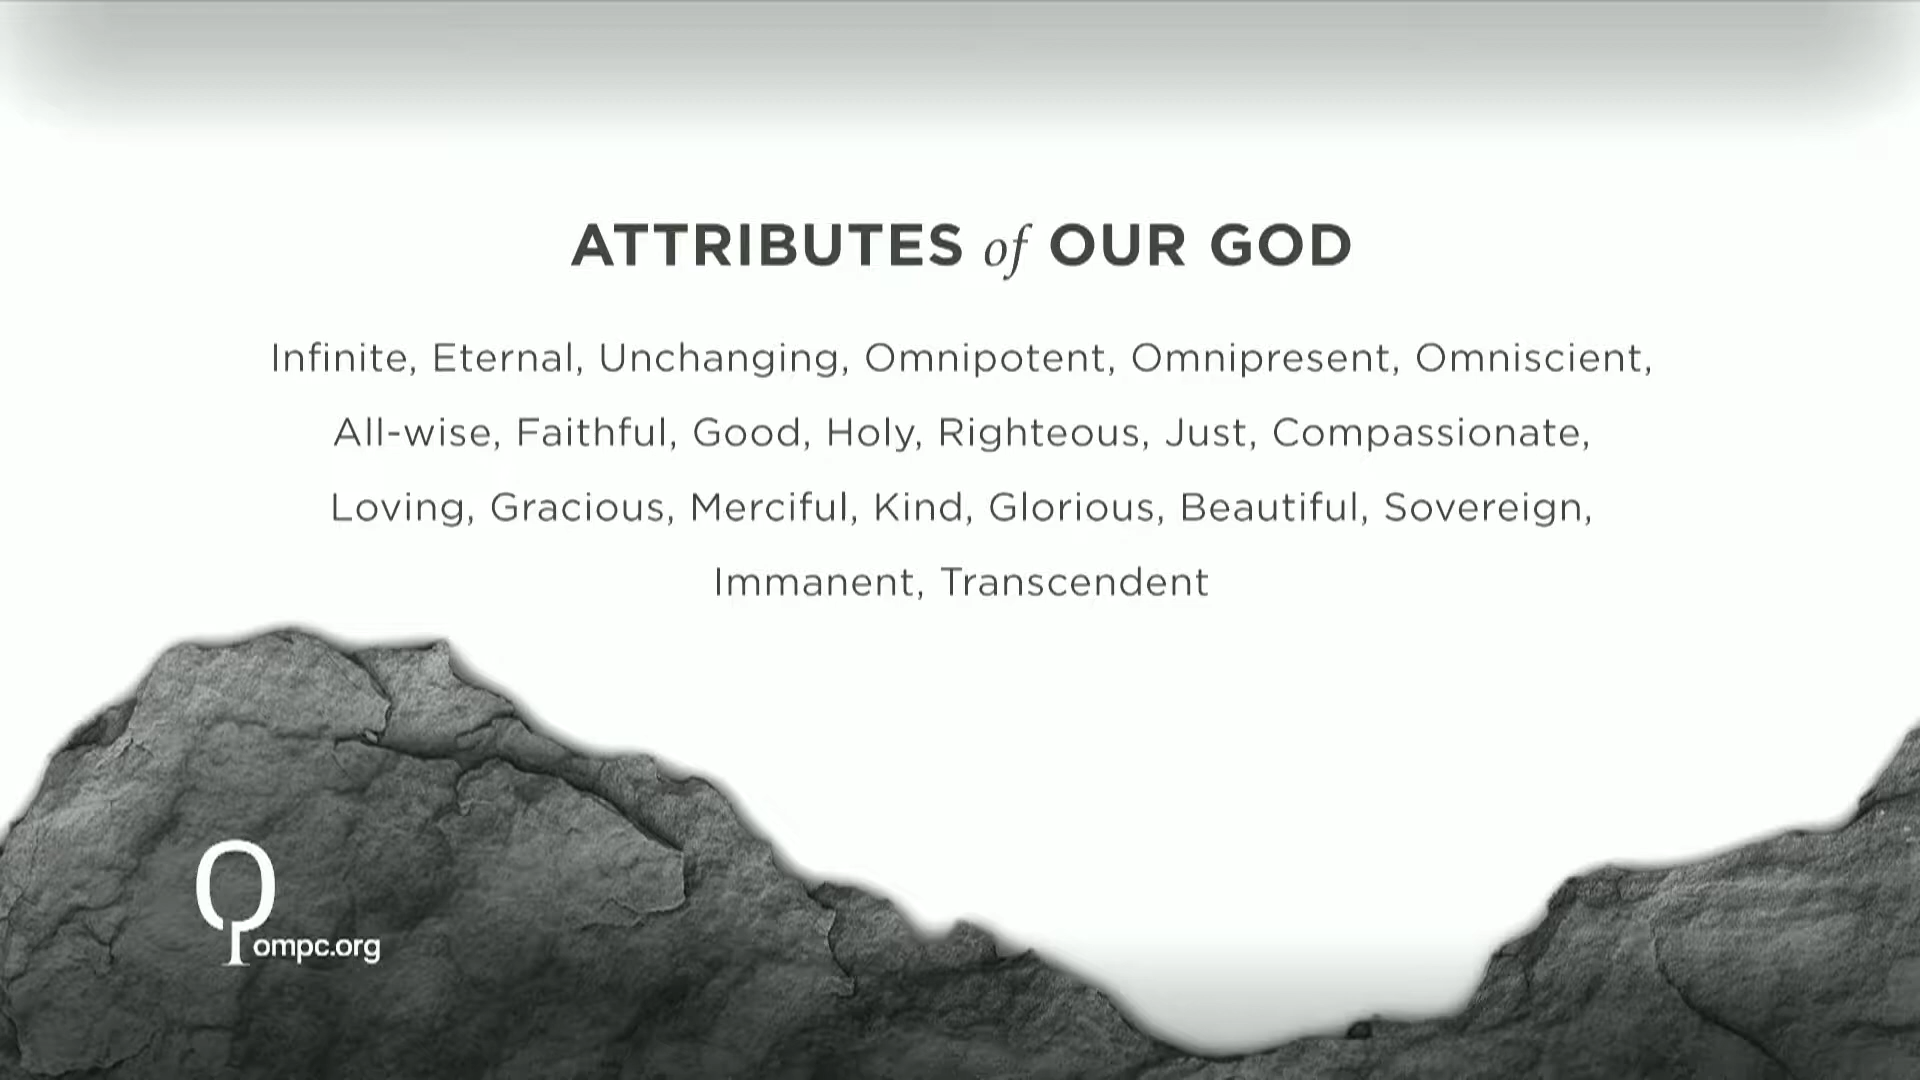 ATTRIBUTES of OUR GOD
Infinite, Eternal, Unchanging, Omnipotent, Omnipresent, Omniscient,
All-wise, Faithful, Good, Holy, Righteous, Just, Compassionate,
Loving, Gracious, Merciful, Kind, Glorious, Beautiful, Sovereign,
Immanent, Transcendent
ompc.org